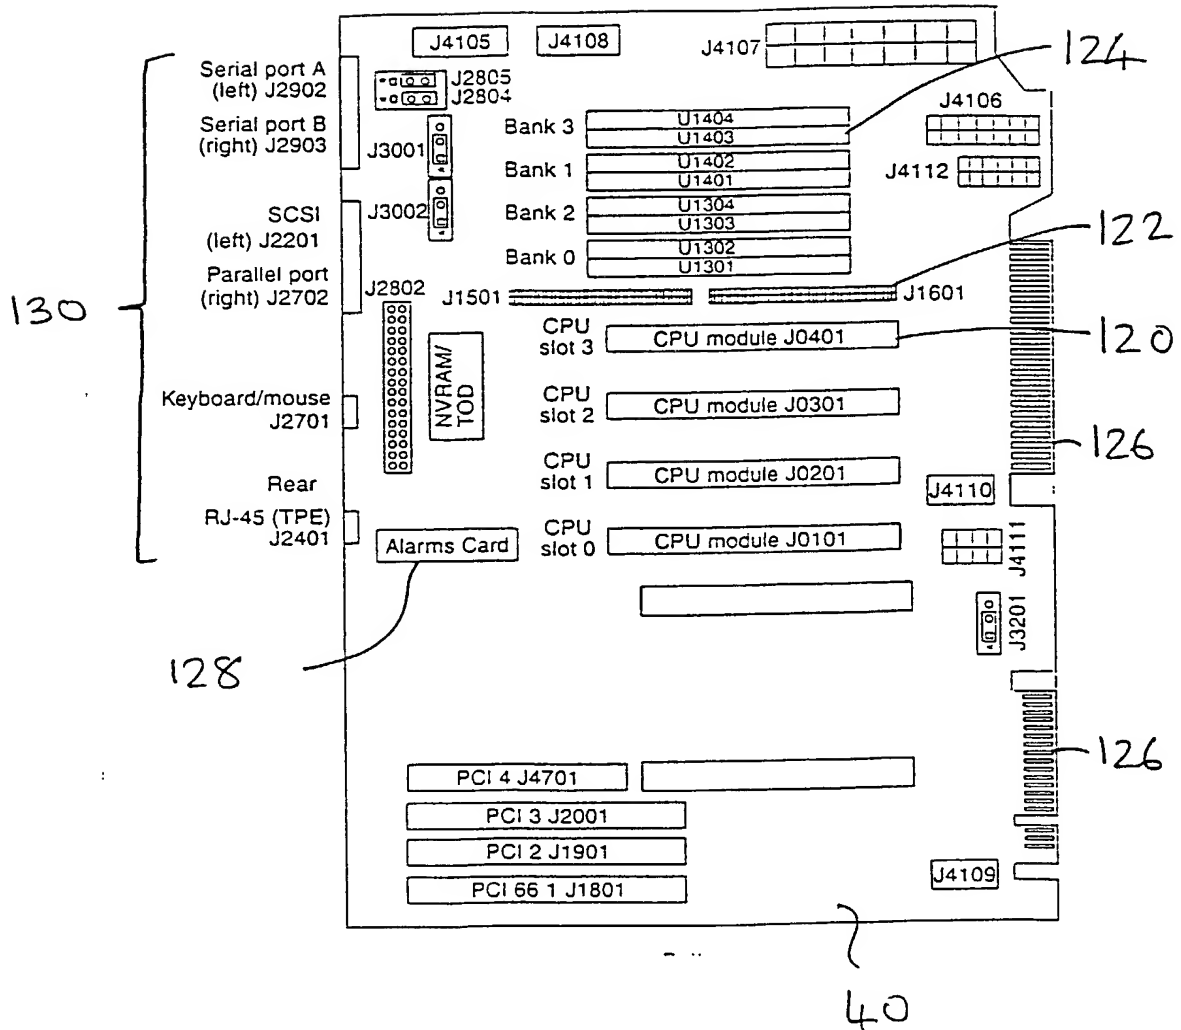 J4105
J4108
J4107
124
Serial port A
(left) J2902
J2805
J2804
J4106
Serial port B
(right) J2903
J3001
Bank 3
U1404
U1403
Bank 1
U1402
U1401
J4112
SCSI
(left) J2201
J3002
Bank 2
U1304
U1303
Bank 0
U1302
U1301
122
Parallel port
(right) J2702
J2802
J1501
J1601
130
CPU
slot 3
CPU module J0401
120
NVRAM/
TOD
Keyboard/mouse
J2701
CPU
slot 2
CPU module J0301
126
CPU
slot 1
CPU module J0201
J4110
Rear
RJ-45 (TPE)
J2401
Alarms Card
CPU
slot 0
CPU module J0101
J4111
J3201
128
126
PCI 4 J4701
PCI 3 J2001
PCI 2 J1901
PCI 66 1 J1801
J4109
40